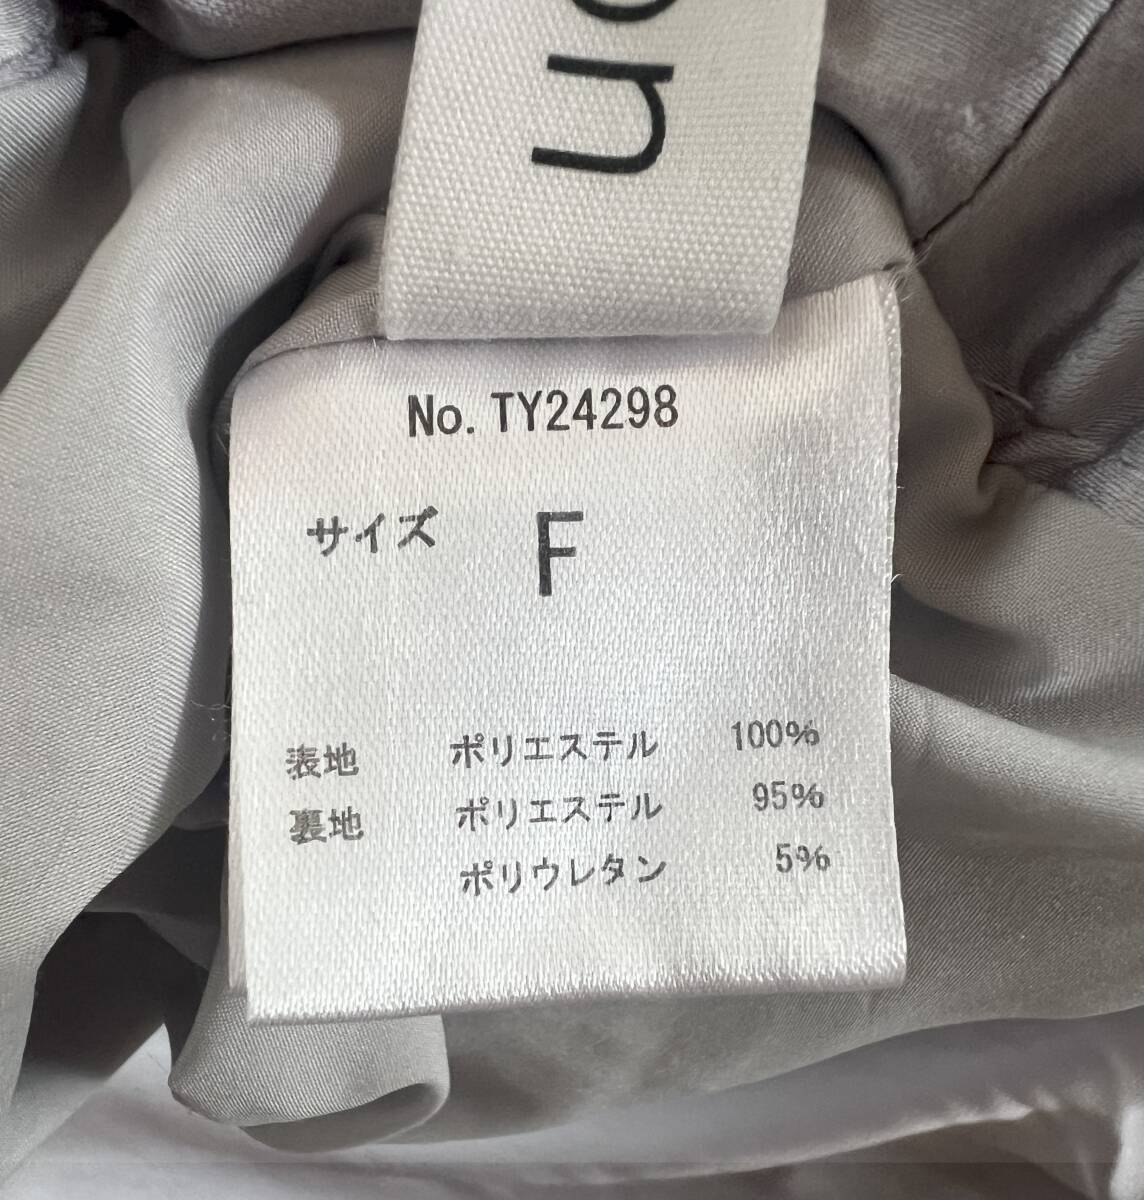 on
No. TY24298
サイズ F
表地 ポリエステル 100%
裏地 ポリエステル 95%
ポリウレタン 5%